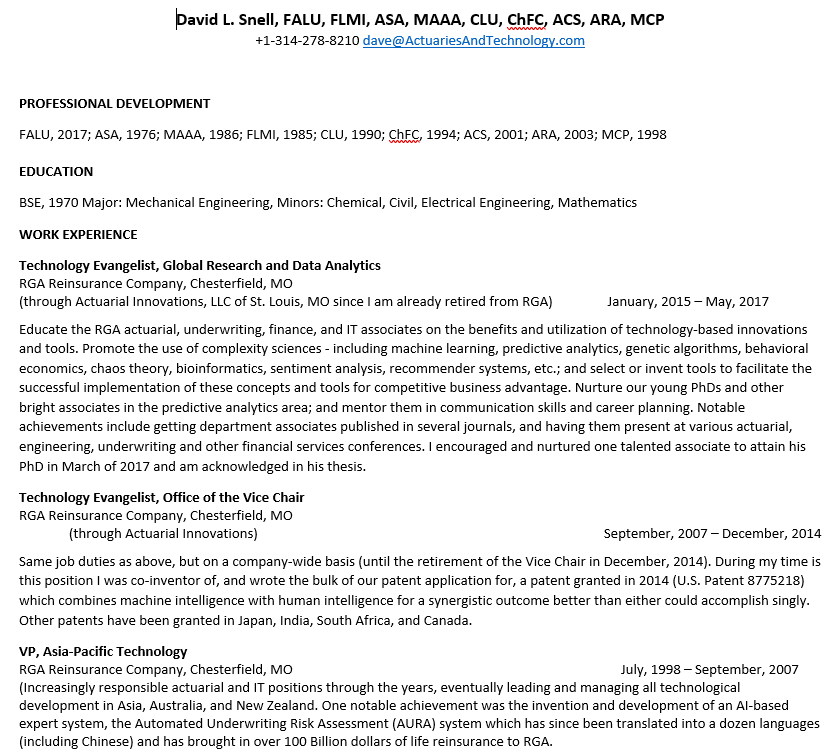 David L. Snell, FALU, FLMI, ASA, MAAA, CLU, ChFC, ACS, ARA, MCP
+1-314-278-8210 dave@ActuariesAndTechnology.com
PROFESSIONAL DEVELOPMENT
FALU, 2017; ASA, 1976; MAAA, 1986; FLMI, 1985; CLU, 1990; ChFC, 1994; ACS, 2001; ARA, 2003; MCP, 1998
EDUCATION
BSE, 1970 Major: Mechanical Engineering, Minors: Chemical, Civil, Electrical Engineering, Mathematics
WORK EXPERIENCE
Technology Evangelist, Global Research and Data Analytics
RGA Reinsurance Company, Chesterfield, MO
(through Actuarial Innovations, LLC of St. Louis, MO since I am already retired from RGA) January, 2015 – May, 2017
Educate the RGA actuarial, underwriting, finance, and IT associates on the benefits and utilization of technology-based innovations
and tools. Promote the use of complexity sciences - including machine learning, predictive analytics, genetic algorithms, behavioral
economics, chaos theory, bioinformatics, sentiment analysis, recommender systems, etc.; and select or invent tools to facilitate the
successful implementation of these concepts and tools for competitive business advantage. Nurture our young PhDs and other
bright associates in the predictive analytics area; and mentor them in communication skills and career planning. Notable
achievements include getting department associates published in several journals, and having them present at various actuarial,
engineering, underwriting and other financial services conferences. I encouraged and nurtured one talented associate to attain his
PhD in March of 2017 and am acknowledged in his thesis.
Technology Evangelist, Office of the Vice Chair
RGA Reinsurance Company, Chesterfield, MO
(through Actuarial Innovations) September, 2007 – December, 2014
Same job duties as above, but on a company-wide basis (until the retirement of the Vice Chair in December, 2014). During my time is
this position I was co-inventor of, and wrote the bulk of our patent application for, a patent granted in 2014 (U.S. Patent 8775218)
which combines machine intelligence with human intelligence for a synergistic outcome better than either could accomplish singly.
Other patents have been granted in Japan, India, South Africa, and Canada.
VP, Asia-Pacific Technology
RGA Reinsurance Company, Chesterfield, MO July, 1998 – September, 2007
(Increasingly responsible actuarial and IT positions through the years, eventually leading and managing all technological
development in Asia, Australia, and New Zealand. One notable achievement was the invention and development of an AI-based
expert system, the Automated Underwriting Risk Assessment (AURA) system which has since been translated into a dozen languages
(including Chinese) and has brought in over 100 Billion dollars of life reinsurance to RGA.